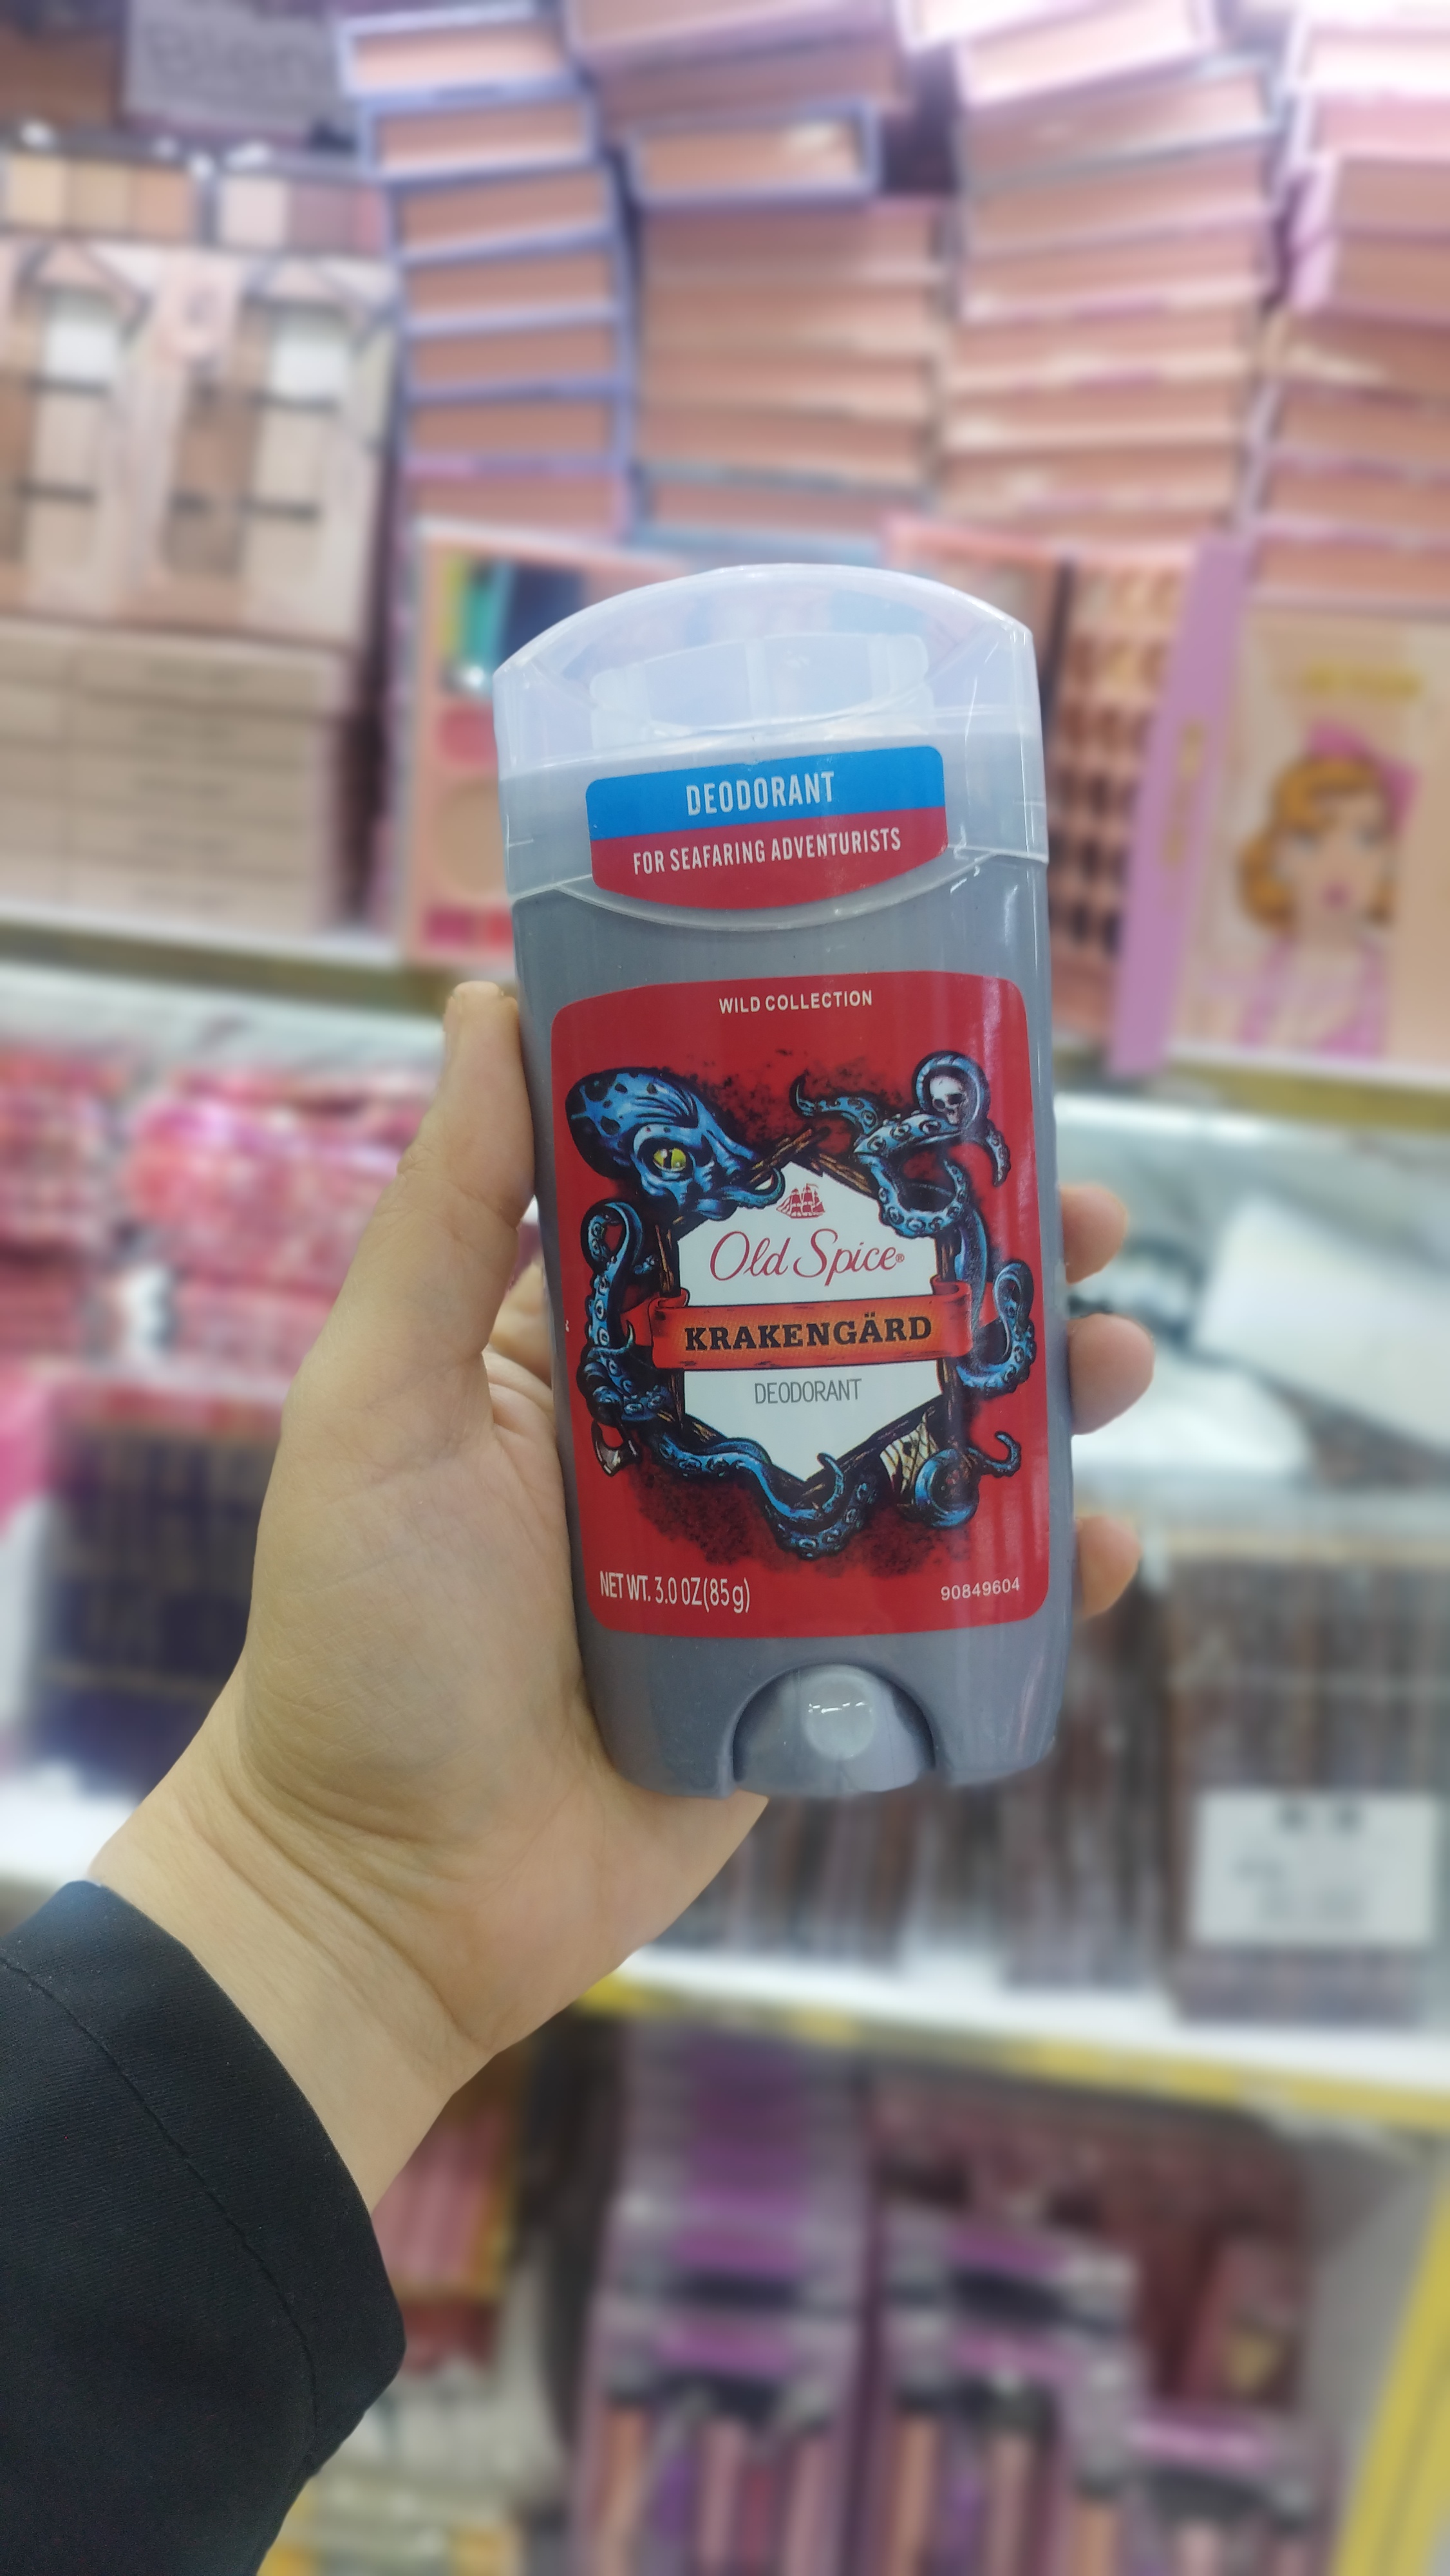 DEODORANT
FOR SEAFARING ADVENTURISTS
WILD COLLECTION
Old Spice®
KRAKENGÄRD
DEODORANT
NET WT. 3.0 OZ(85g)
90849604